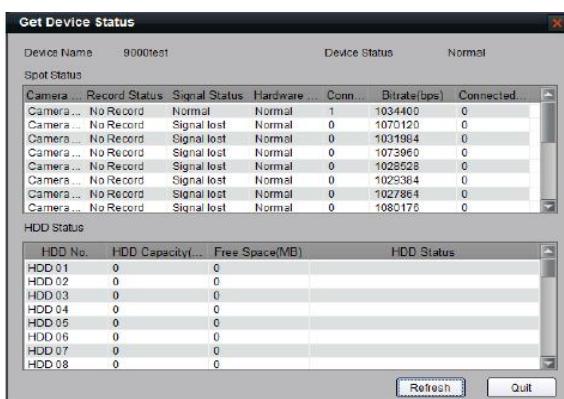 Get Device Status
Device Name 9000test Device Status Normal
Spot Status
Camera ... Record Status Signal Status Hardware ... Conn... Bitrate(bps) Connected...
Camera ... No Record Normal Normal 1 1034400 0
Camera ... No Record Signal lost Normal 0 1070120 0
Camera ... No Record Signal lost Normal 0 1031984 0
Camera ... No Record Signal lost Normal 0 1073960 0
Camera ... No Record Signal lost Normal 0 1028528 0
Camera ... No Record Signal lost Normal 0 1029384 0
Camera ... No Record Signal lost Normal 0 1027864 0
Camera ... No Record Signal lost Normal 0 1080176 0
HDD Status
HDD No. HDD Capacity(... Free Space(MB) HDD Status
HDD 01 0 0
HDD 02 0 0
HDD 03 0 0
HDD 04 0 0
HDD 05 0 0
HDD 06 0 0
HDD 07 0 0
HDD 08 0 0
Refresh Quit